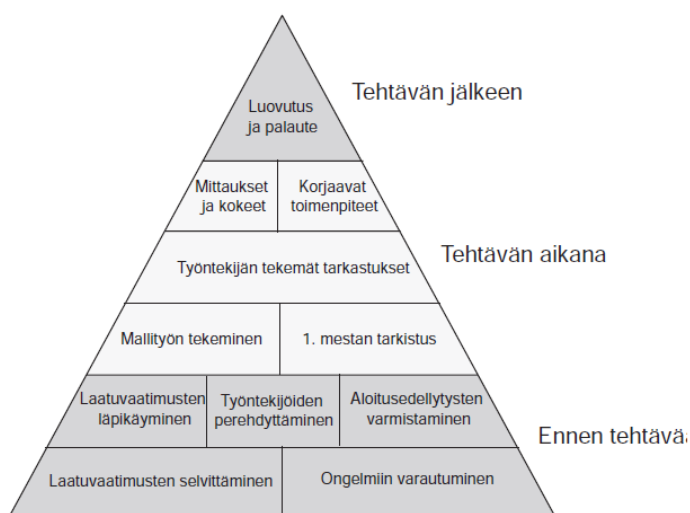 Luovutus
ja palaute
Tehtävän jälkeen
Mittaukset
ja kokeet
Korjaavat
toimenpiteet
Työntekijän tekemät tarkastukset
Tehtävän aikana
Mallityön tekeminen
1. mestan tarkistus
Laatuvaatimusten
läpikäyminen
Työntekijöiden
perehdyttäminen
Aloitusedellytysten
varmistaminen
Ennen tehtävää
Laatuvaatimusten selvittäminen
Ongelmiin varautuminen